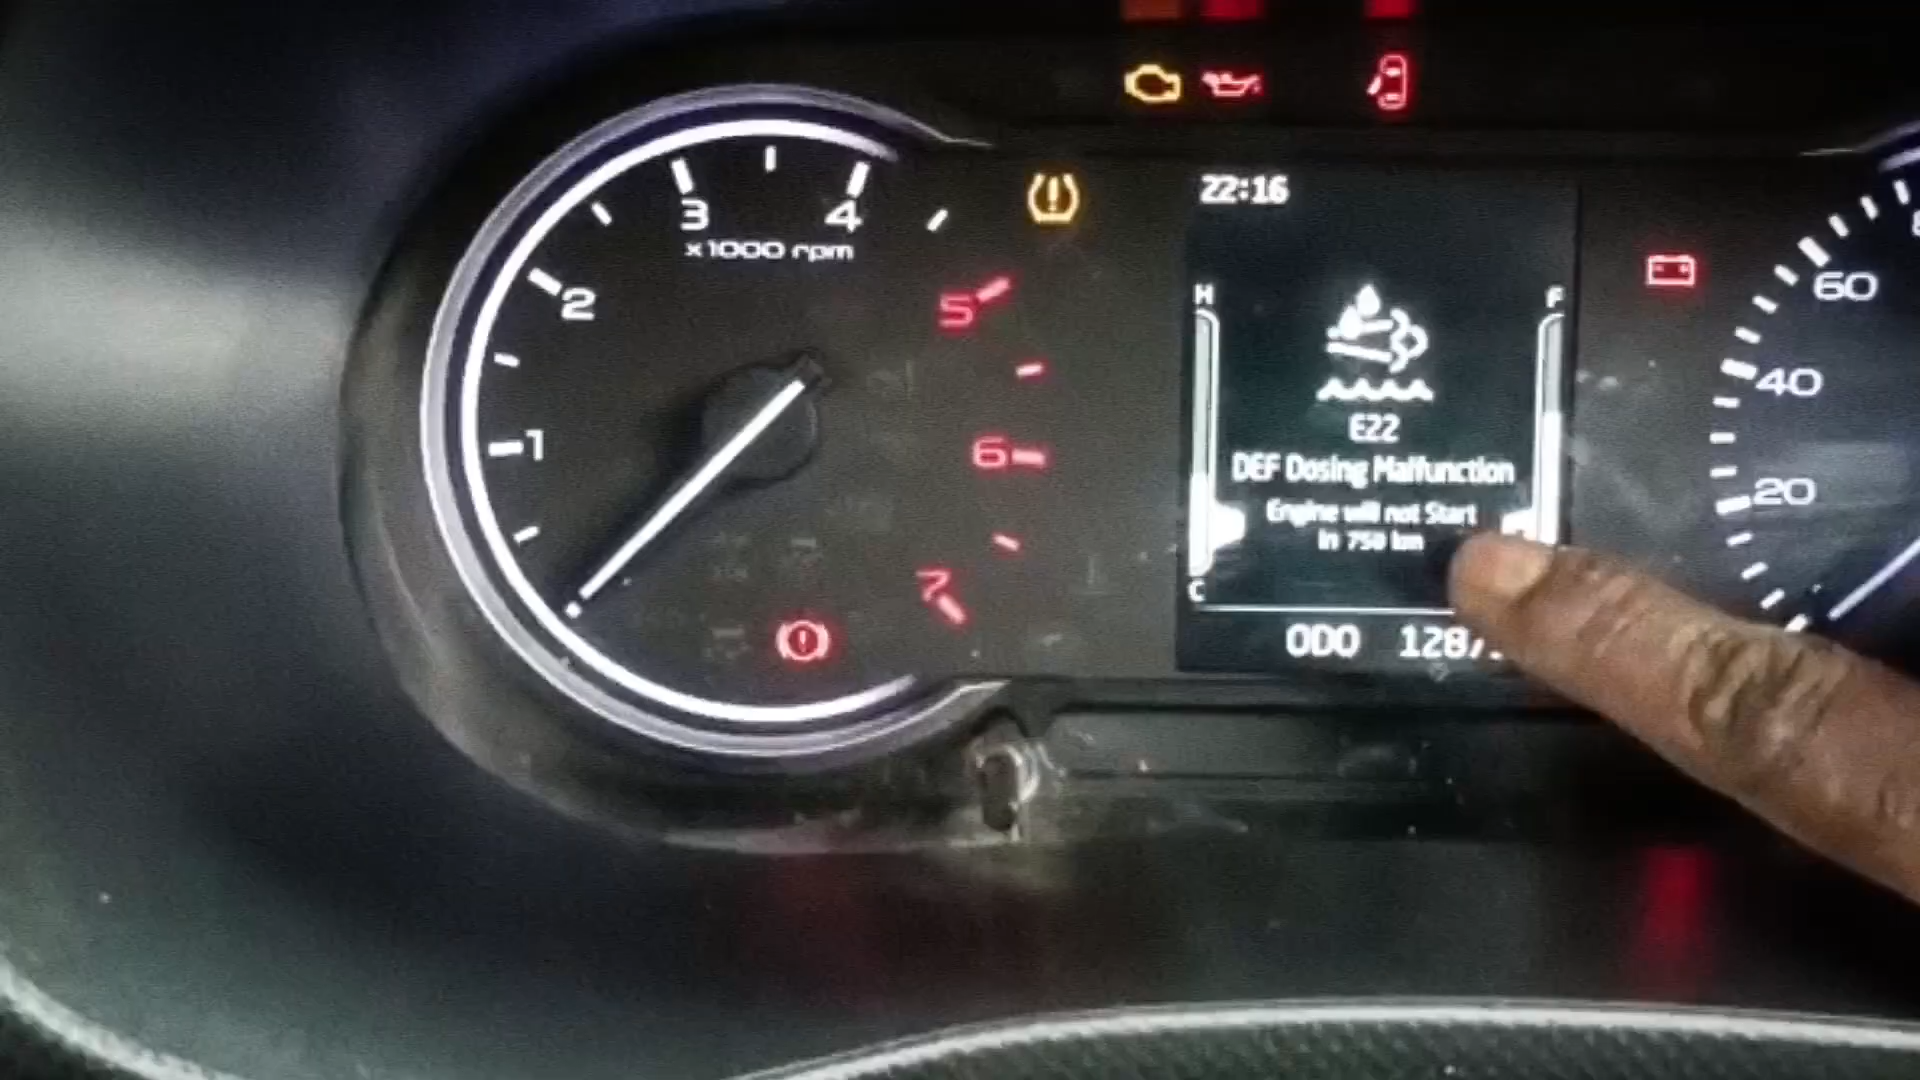 22:16
3
4
x1000 rpm
2
5
1
6
7
H
F
60
40
20
E22
DEF Dosing Malfunction
Engine will not Start
in 750 km
C
ODO